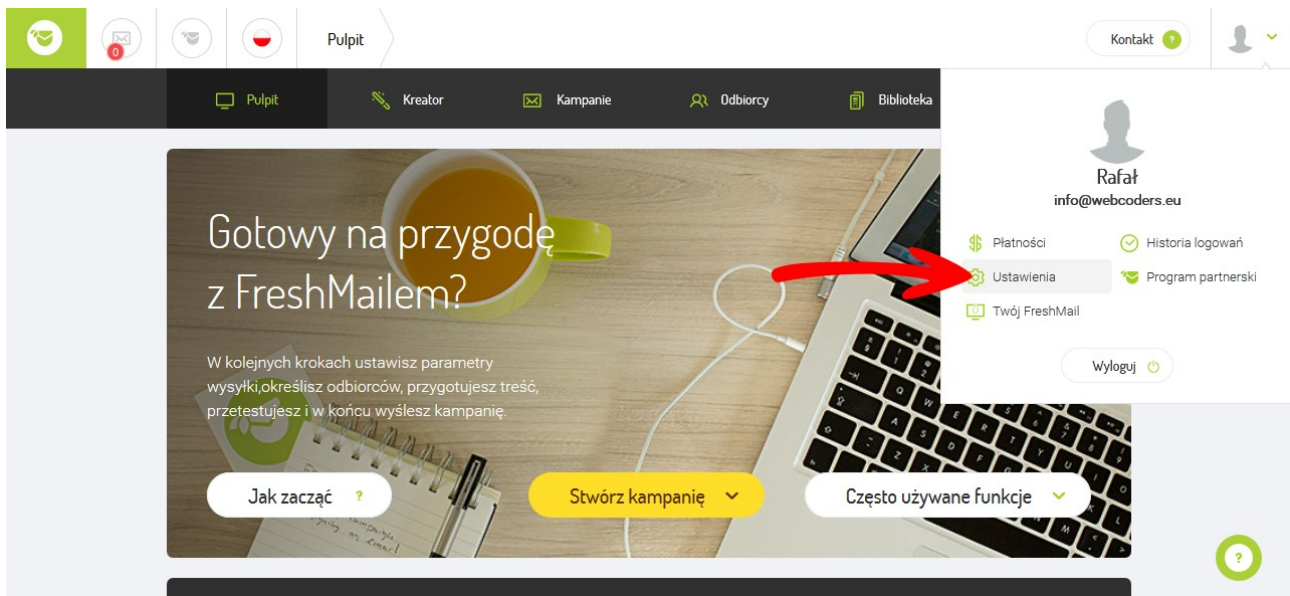 0
Pulpit
Kontakt ?
Pulpit
Kreator
Kampanie
Odbiorcy
Biblioteka
Rafał
info@webcoders.eu
Płatności
Historia logowań
Ustawienia
Program partnerski
Twój FreshMail
Wyloguj
Gotowy na przygodę
z FreshMailem?
W kolejnych krokach ustawisz parametry
wysyłki,określisz odbiorców, przygotujesz treść,
przetestujesz i w końcu wyślesz kampanię.
Jak zacząć ?
Stwórz kampanię
Często używane funkcje
?